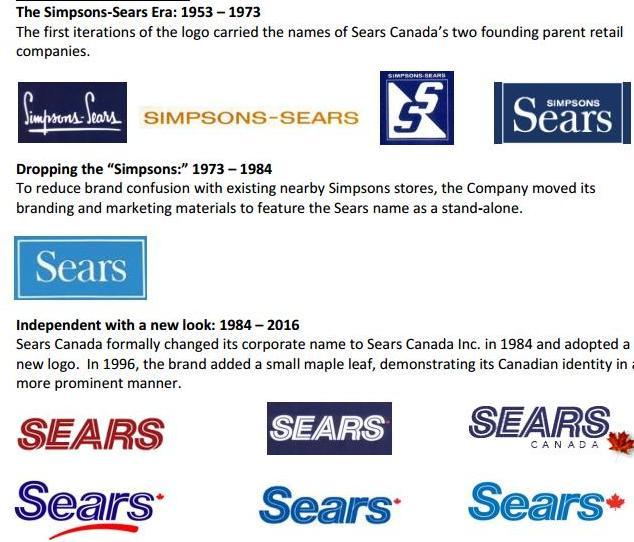 The Simpsons-Sears Era: 1953 – 1973
The first iterations of the logo carried the names of Sears Canada’s two founding parent retail
companies.
Simpsons-Sears
SIMPSONS-SEARS
SIMPSONS-SEARS
SS
SIMPSONS
Sears
Dropping the “Simpsons:” 1973 – 1984
To reduce brand confusion with existing nearby Simpsons stores, the Company moved its
branding and marketing materials to feature the Sears name as a stand-alone.
Sears
Independent with a new look: 1984 – 2016
Sears Canada formally changed its corporate name to Sears Canada Inc. in 1984 and adopted a
new logo.  In 1996, the brand added a small maple leaf, demonstrating its Canadian identity in a
more prominent manner.
SEARS
SEARS
SEARS
CANADA
Sears
Sears
Sears